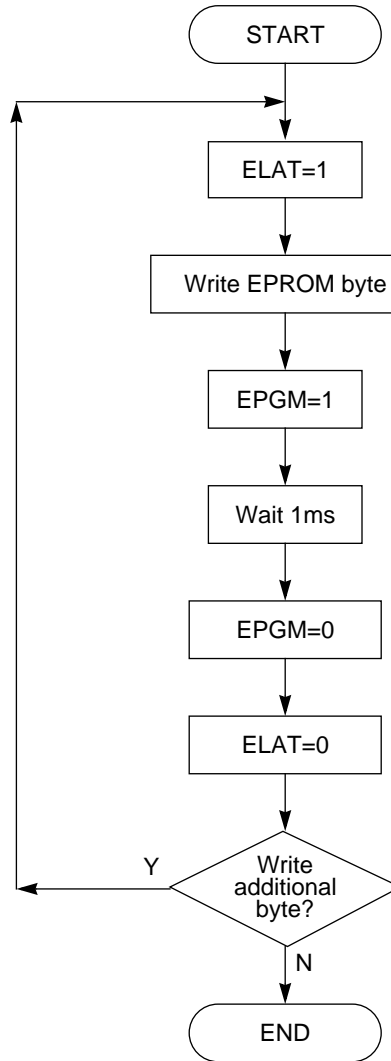 START
ELAT=1
Write EPROM byte
EPGM=1
Wait 1ms
EPGM=0
ELAT=0
Y
Write
additional
byte?
N
END